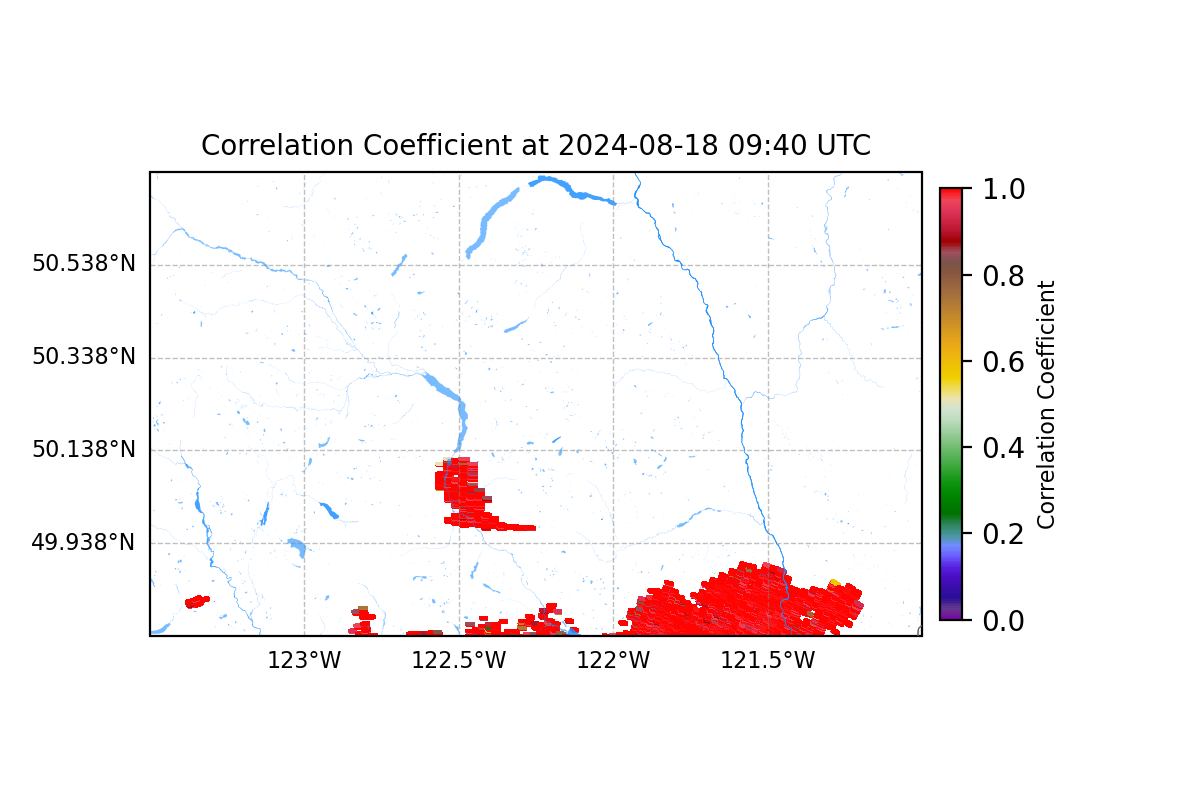 Correlation Coefficient at 2024-08-18 09:40 UTC
50.538°N
50.338°N
50.138°N
49.938°N
123°W
122.5°W
122°W
121.5°W
1.0
0.8
0.6
0.4
0.2
0.0
Correlation Coefficient